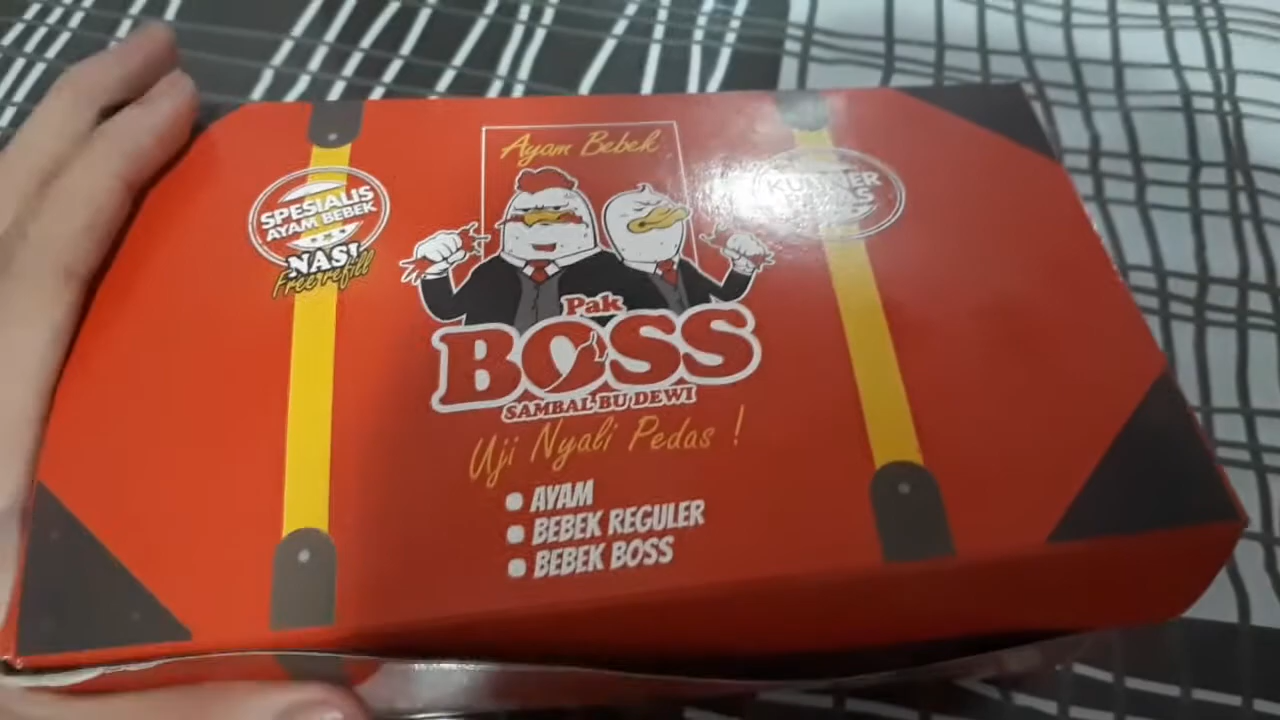 Ayam Bebek
SPESIALIS
AYAM BEBEK
NASI
Free refill
KULINER
Pak
BOSS
SAMBAL BU DEWI
Uji Nyali Pedas !
AYAM
BEBEK REGULER
BEBEK BOSS